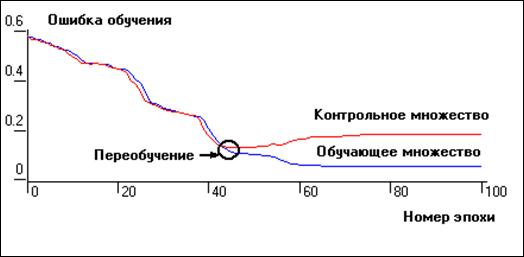 0.6
Ошибка обучения
0.4
Контрольное множество
0.2
Переобучение
Обучающее множество
0
0
20
40
60
80
100
Номер эпохи